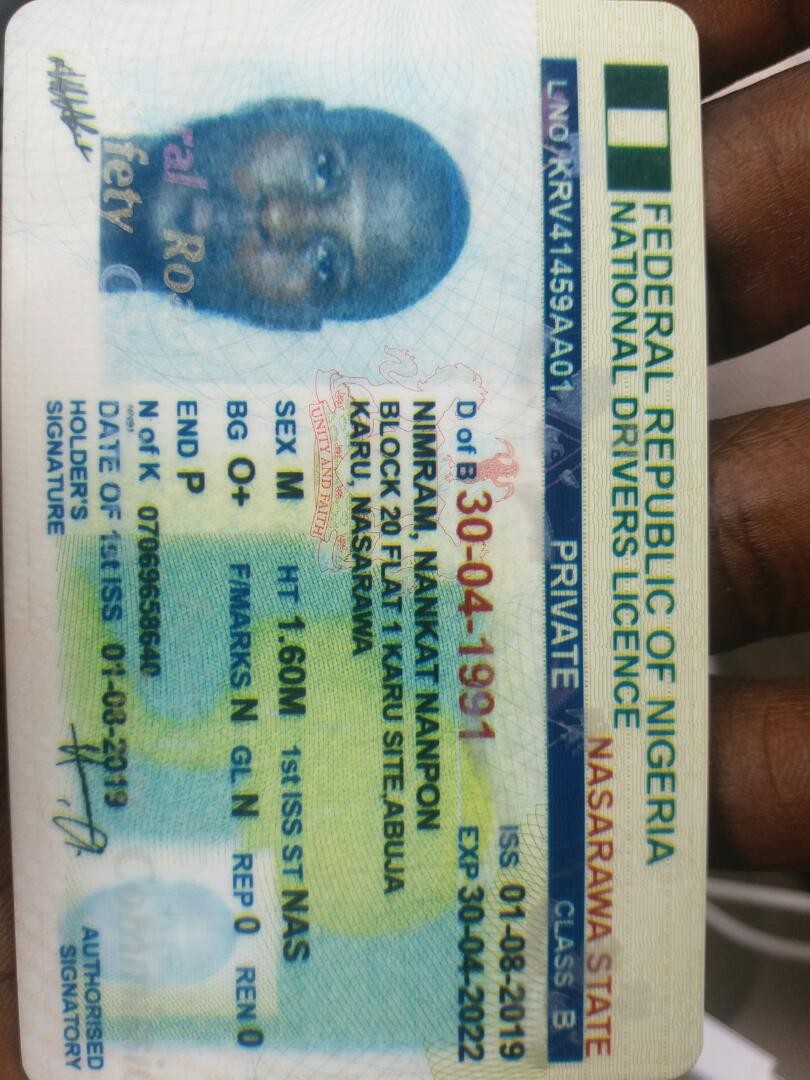 FEDERAL REPUBLIC OF NIGERIA
NATIONAL DRIVERS LICENCE
NASARAWA STATE
L NO KRV41459AA01 PRIVATE CLASS B
ISS 01-08-2019
D of B 30-04-1991 EXP 30-04-2022
NIMRAM, NANKAT NANPON
BLOCK 20 FLAT 1 KARU SITE,ABUJA
KARU, NASARAWA
UNITY AND FAITH
SEX M HT 1.60M 1st ISS ST NAS
BG O+ F/MARKS N GL N REP 0 REN 0
END P
N of K 07069658640
DATE OF 1st ISS 01-08-2019
HOLDER'S
SIGNATURE
AUTHORISED
SIGNATORY